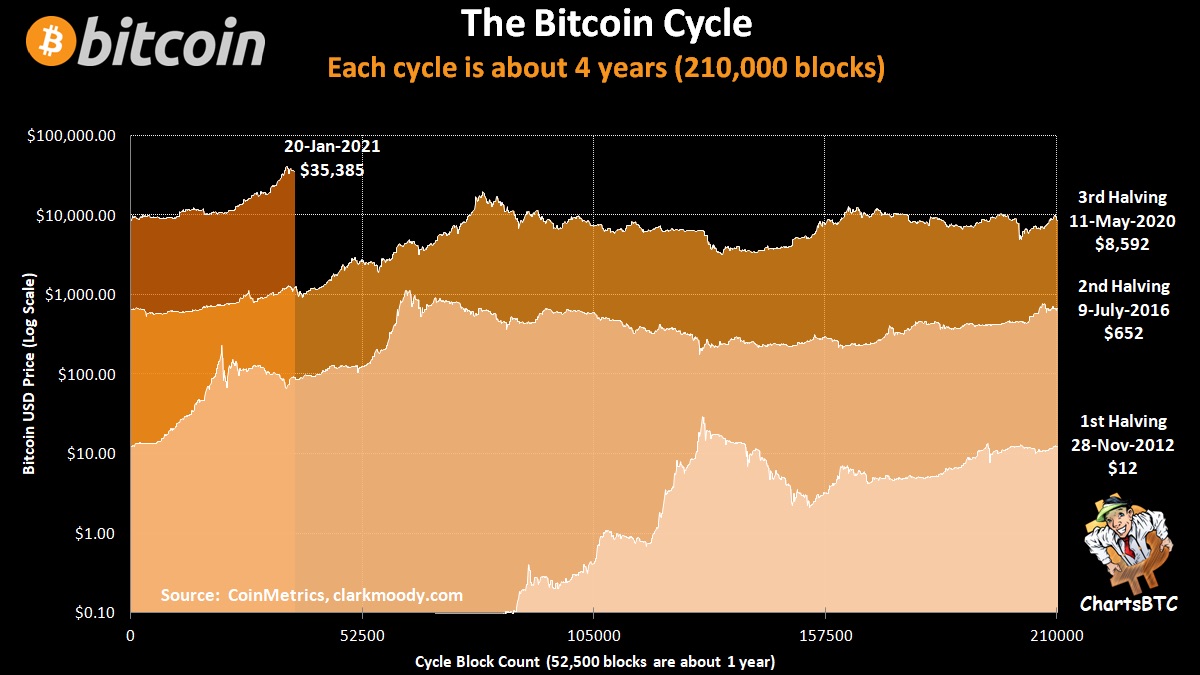 bitcoin
The Bitcoin Cycle
Each cycle is about 4 years (210,000 blocks)
Bitcoin USD Price (Log Scale)
$100,000.00
$10,000.00
$1,000.00
$100.00
$10.00
$1.00
$0.10
20-Jan-2021
$35,385
3rd Halving
11-May-2020
$8,592
2nd Halving
9-July-2016
$652
1st Halving
28-Nov-2012
$12
ChartsBTC
Source: CoinMetrics, clarkmoody.com
0
52500
105000
157500
210000
Cycle Block Count (52,500 blocks are about 1 year)